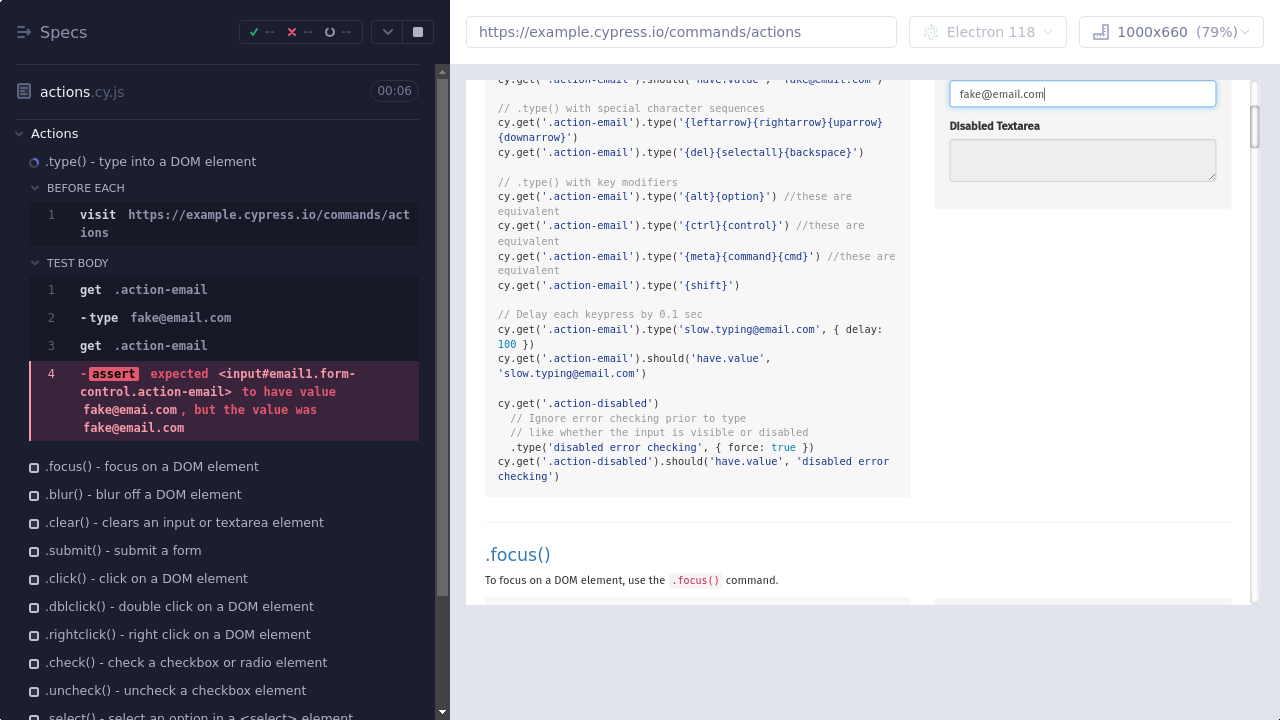 Specs
--
--
--
actions.cy.js
00:06
Actions
.type() - type into a DOM element
BEFORE EACH
1 visit https://example.cypress.io/commands/act
ions
TEST BODY
1 get .action-email
2 -type fake@email.com
3 get .action-email
4 -assert expected <input#email1.form-
control.action-email> to have value
fake@emai.com, but the value was
fake@email.com
.focus() - focus on a DOM element
.blur() - blur off a DOM element
.clear() - clears an input or textarea element
.submit() - submit a form
.click() - click on a DOM element
.dblclick() - double click on a DOM element
.rightclick() - right click on a DOM element
.check() - check a checkbox or radio element
.uncheck() - uncheck a checkbox element
.select() - select an option in a <select> element
https://example.cypress.io/commands/actions
Electron 118
1000x660 (79%)
cy.get('.action-email').should('have.value', 'fake@email.com')
// .type() with special character sequences
cy.get('.action-email').type('{leftarrow}{rightarrow}{uparrow}
{downarrow}')
cy.get('.action-email').type('{del}{selectall}{backspace}')
// .type() with key modifiers
cy.get('.action-email').type('{alt}{option}') //these are
equivalent
cy.get('.action-email').type('{ctrl}{control}') //these are
equivalent
cy.get('.action-email').type('{meta}{command}{cmd}') //these are
equivalent
cy.get('.action-email').type('{shift}')
// Delay each keypress by 0.1 sec
cy.get('.action-email').type('slow.typing@email.com', { delay:
100 })
cy.get('.action-email').should('have.value',
'slow.typing@email.com')
cy.get('.action-disabled')
// Ignore error checking prior to type
// like whether the input is visible or disabled
.type('disabled error checking', { force: true })
cy.get('.action-disabled').should('have.value', 'disabled error
checking')
fake@email.com
Disabled Textarea
.focus()
To focus on a DOM element, use the .focus() command.